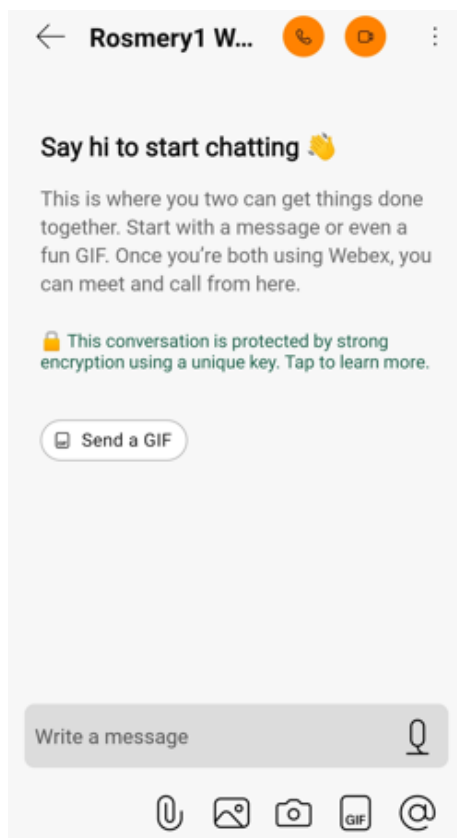 Rosmery1 W...
Say hi to start chatting 👋
This is where you two can get things done
together. Start with a message or even a
fun GIF. Once you're both using Webex, you
can meet and call from here.
🔒 This conversation is protected by strong
encryption using a unique key. Tap to learn more.
GIF Send a GIF
Write a message
GIF @